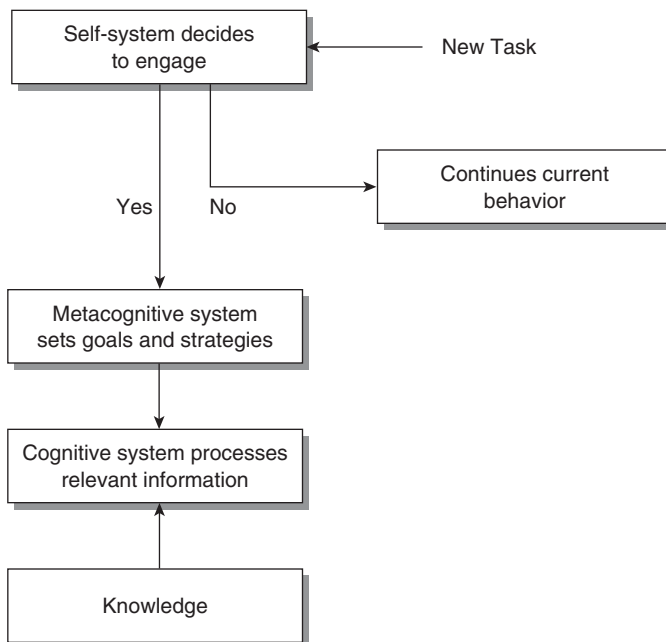 Self-system decides
to engage
New Task
Continues current
behavior
Yes
No
Metacognitive system
sets goals and strategies
Cognitive system processes
relevant information
Knowledge